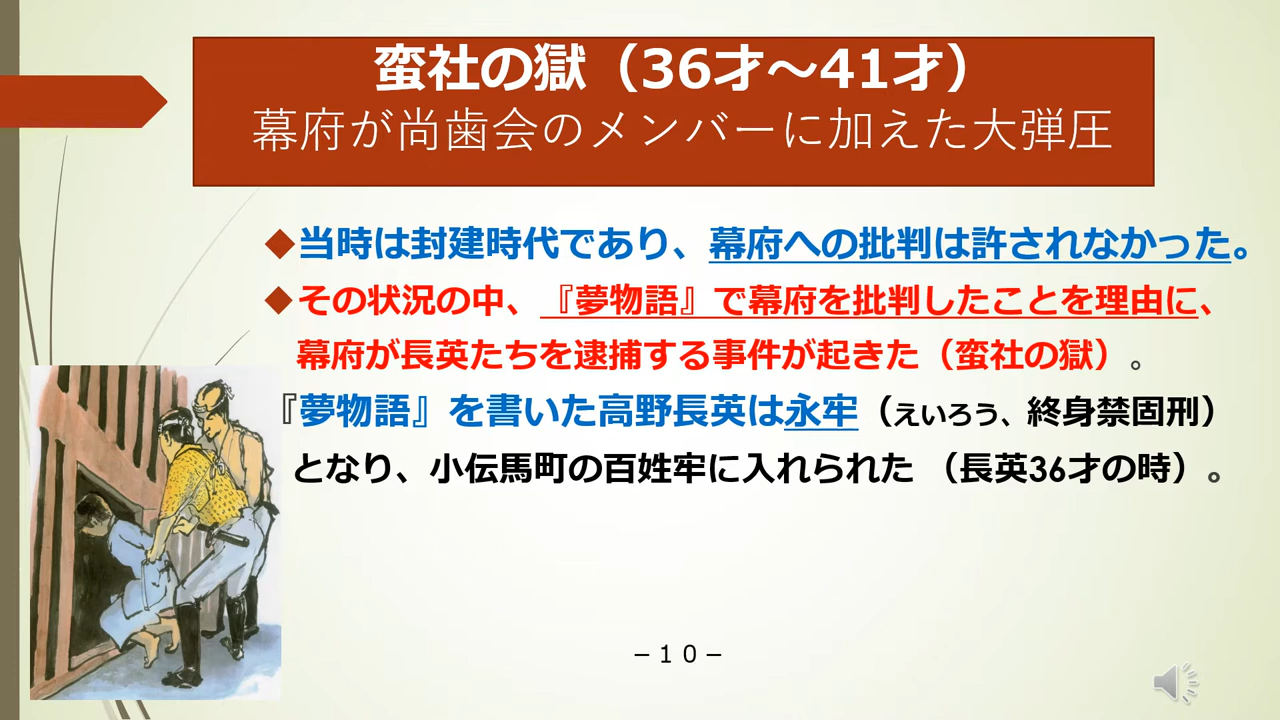 蛮社の獄（36才～41才）
幕府が尚歯会のメンバーに加えた大弾圧
◆当時は封建時代であり、幕府への批判は許されなかった。
◆その状況の中、『夢物語』で幕府を批判したことを理由に、
幕府が長英たちを逮捕する事件が起きた（蛮社の獄）。
『夢物語』を書いた高野長英は永牢（えいろう、終身禁固刑）
となり、小伝馬町の百姓牢に入れられた （長英36才の時）。
－１０－